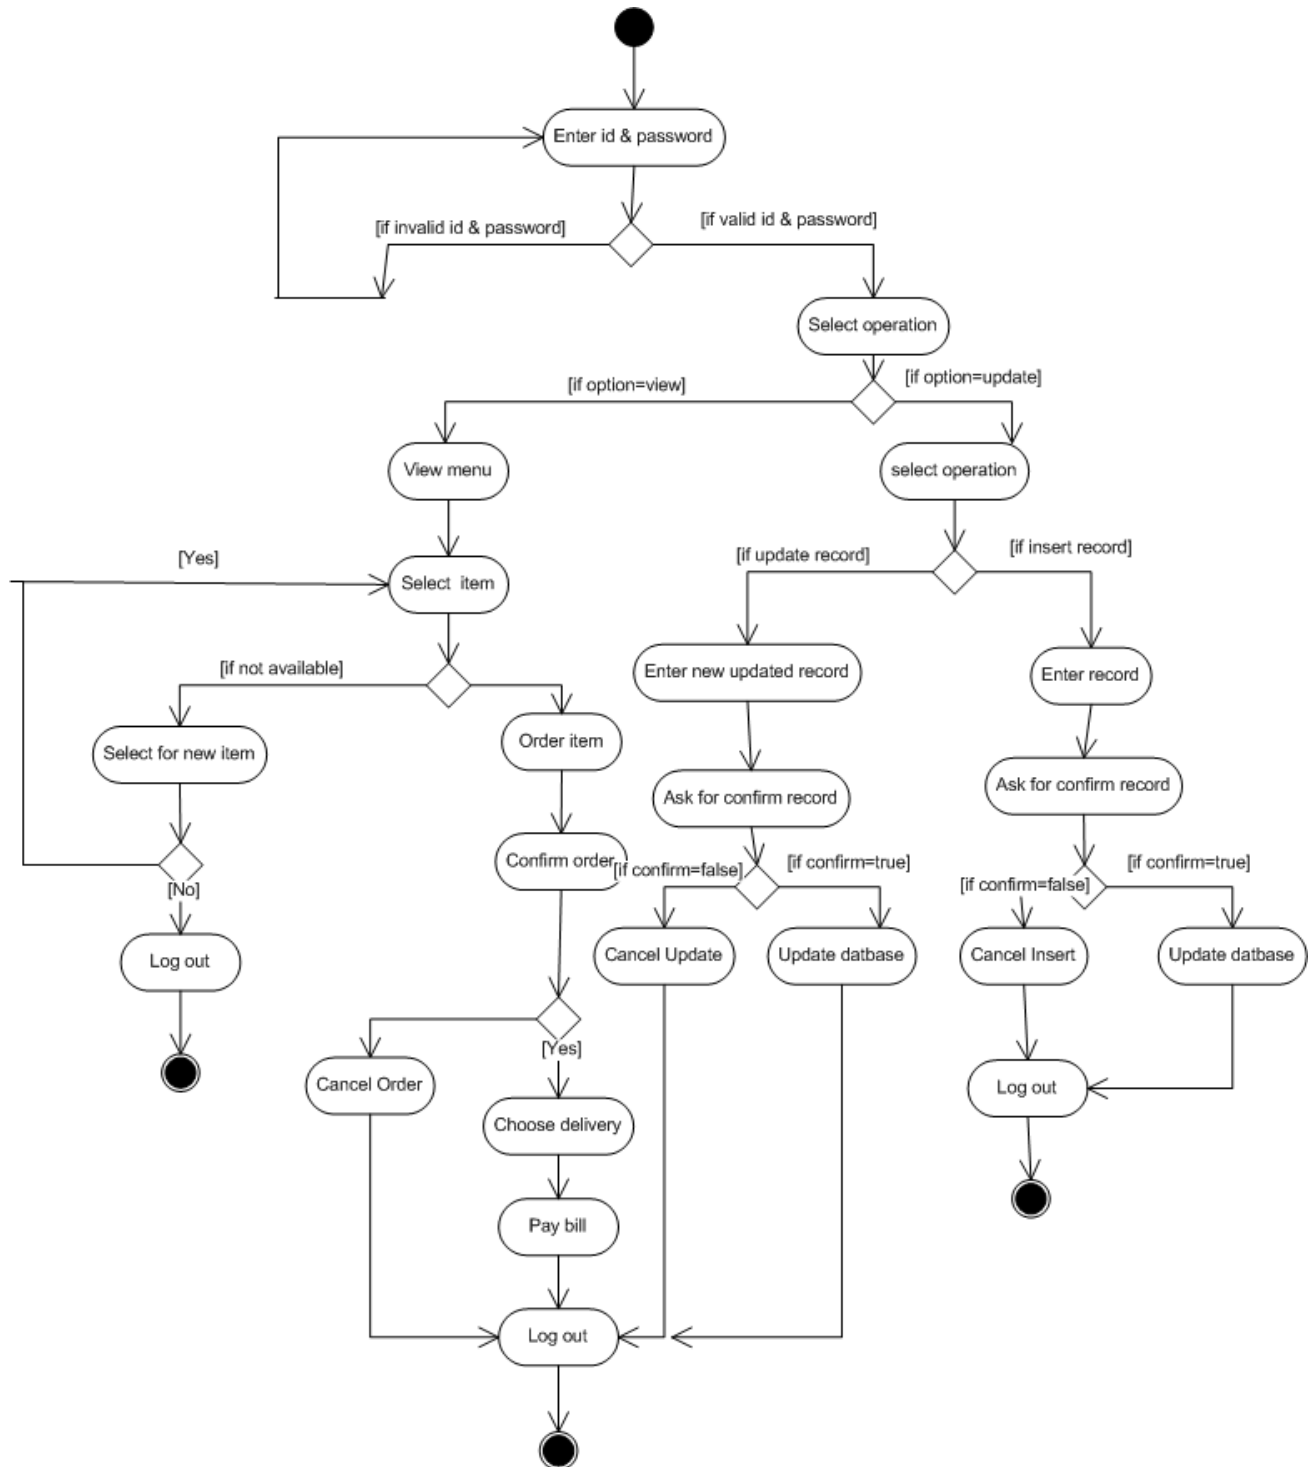 Enter id & password
[if invalid id & password]
[if valid id & password]
Select operation
[if option=view]
[if option=update]
View menu
select operation
[Yes]
[if update record]
[if insert record]
Select item
[if not available]
Enter new updated record
Enter record
Select for new item
Order item
Ask for confirm record
Ask for confirm record
Confirm order
[if confirm=false]
[if confirm=true]
[if confirm=false]
[if confirm=true]
[No]
Log out
Cancel Update
Update datbase
Cancel Insert
Update datbase
[Yes]
Cancel Order
Log out
Choose delivery
Pay bill
Log out